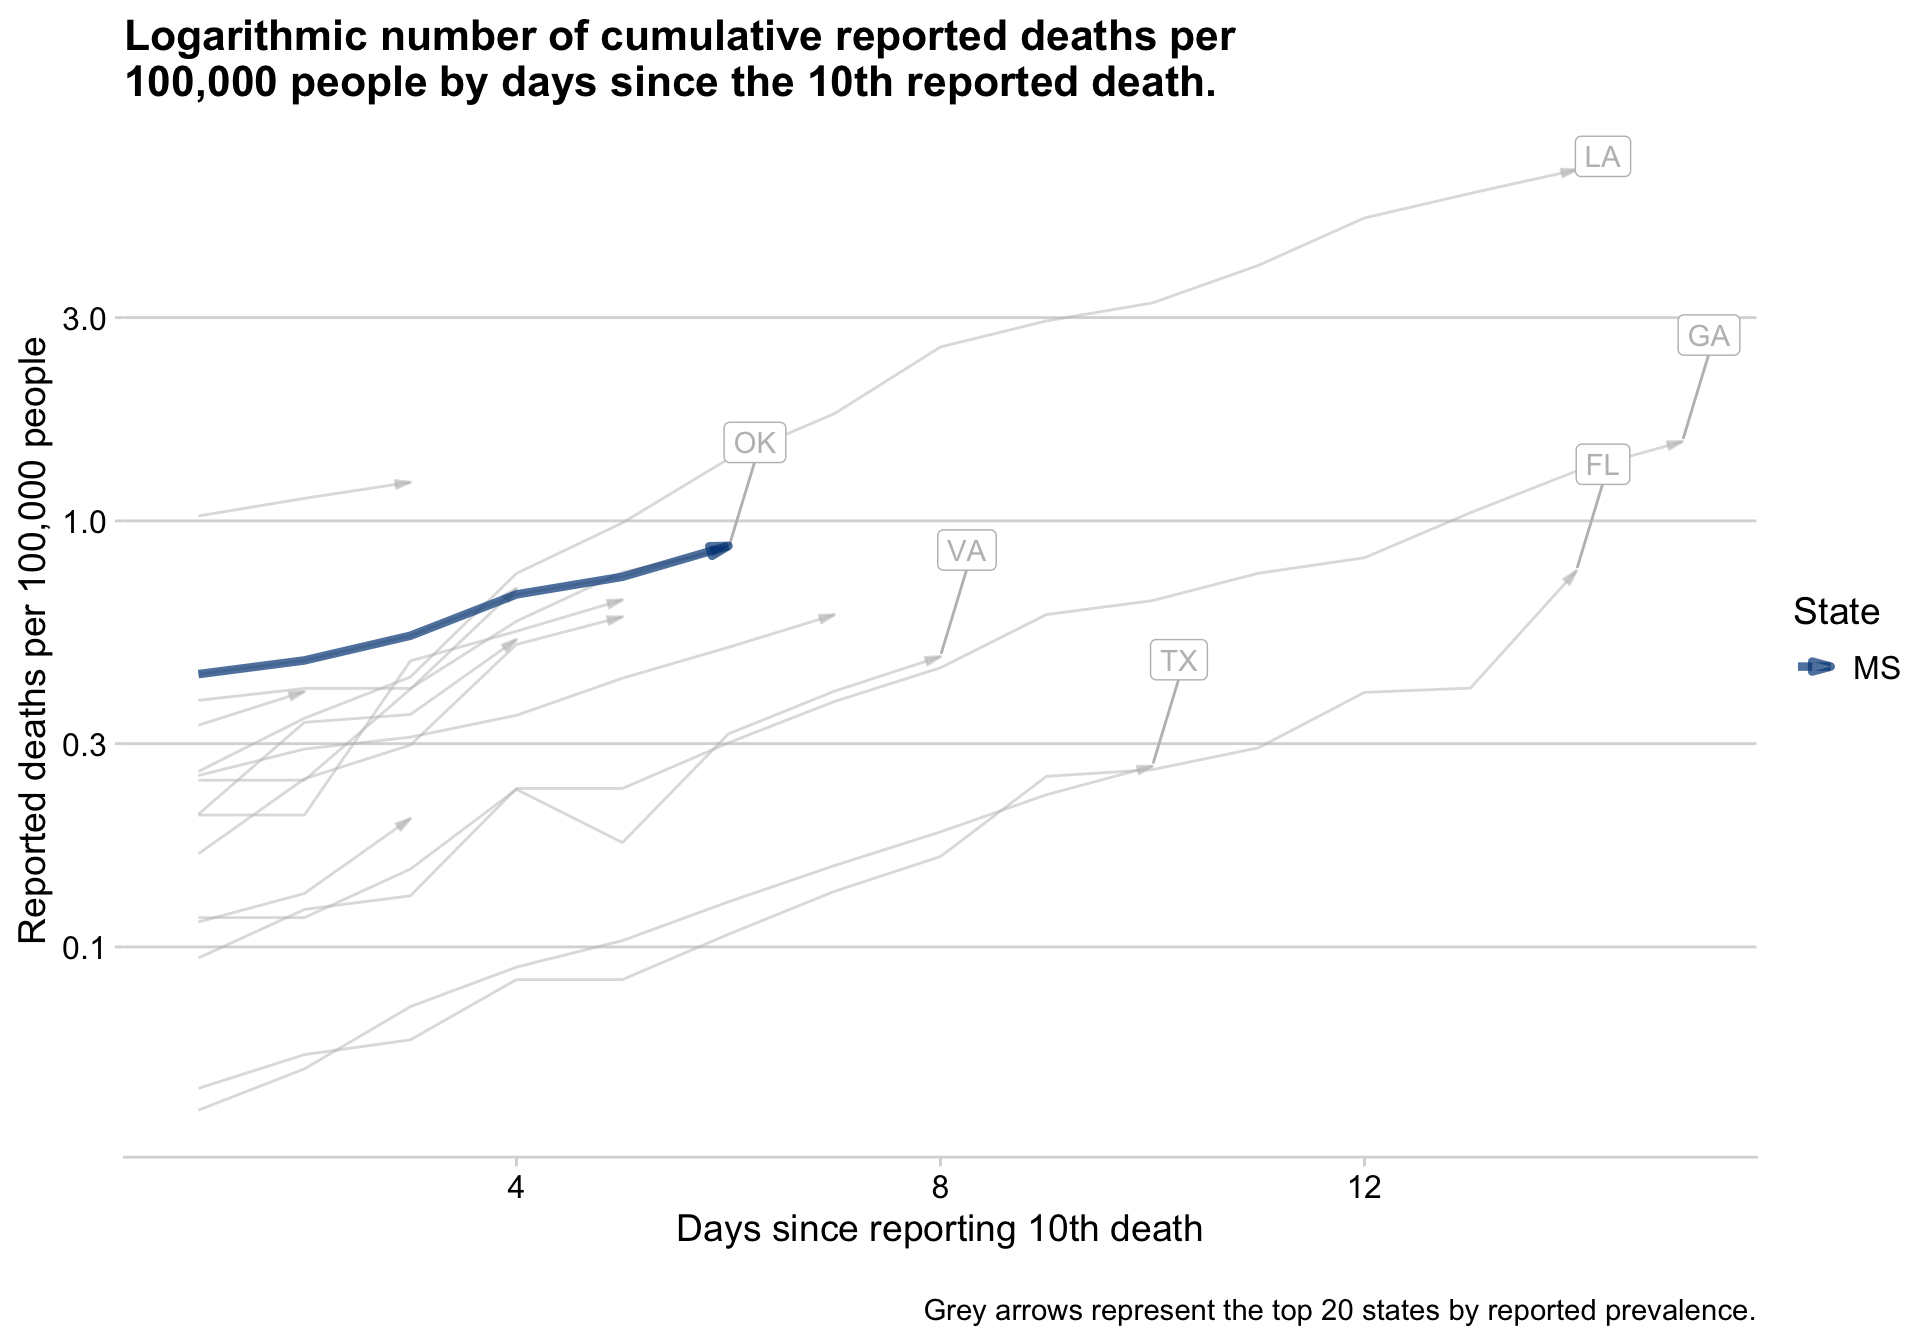 Logarithmic number of cumulative reported deaths per
100,000 people by days since the 10th reported death.
LA
3.0
GA
OK
FL
1.0
VA
TX
0.3
0.1
Reported deaths per 100,000 people
State
MS
4
8
12
Days since reporting 10th death
Grey arrows represent the top 20 states by reported prevalence.